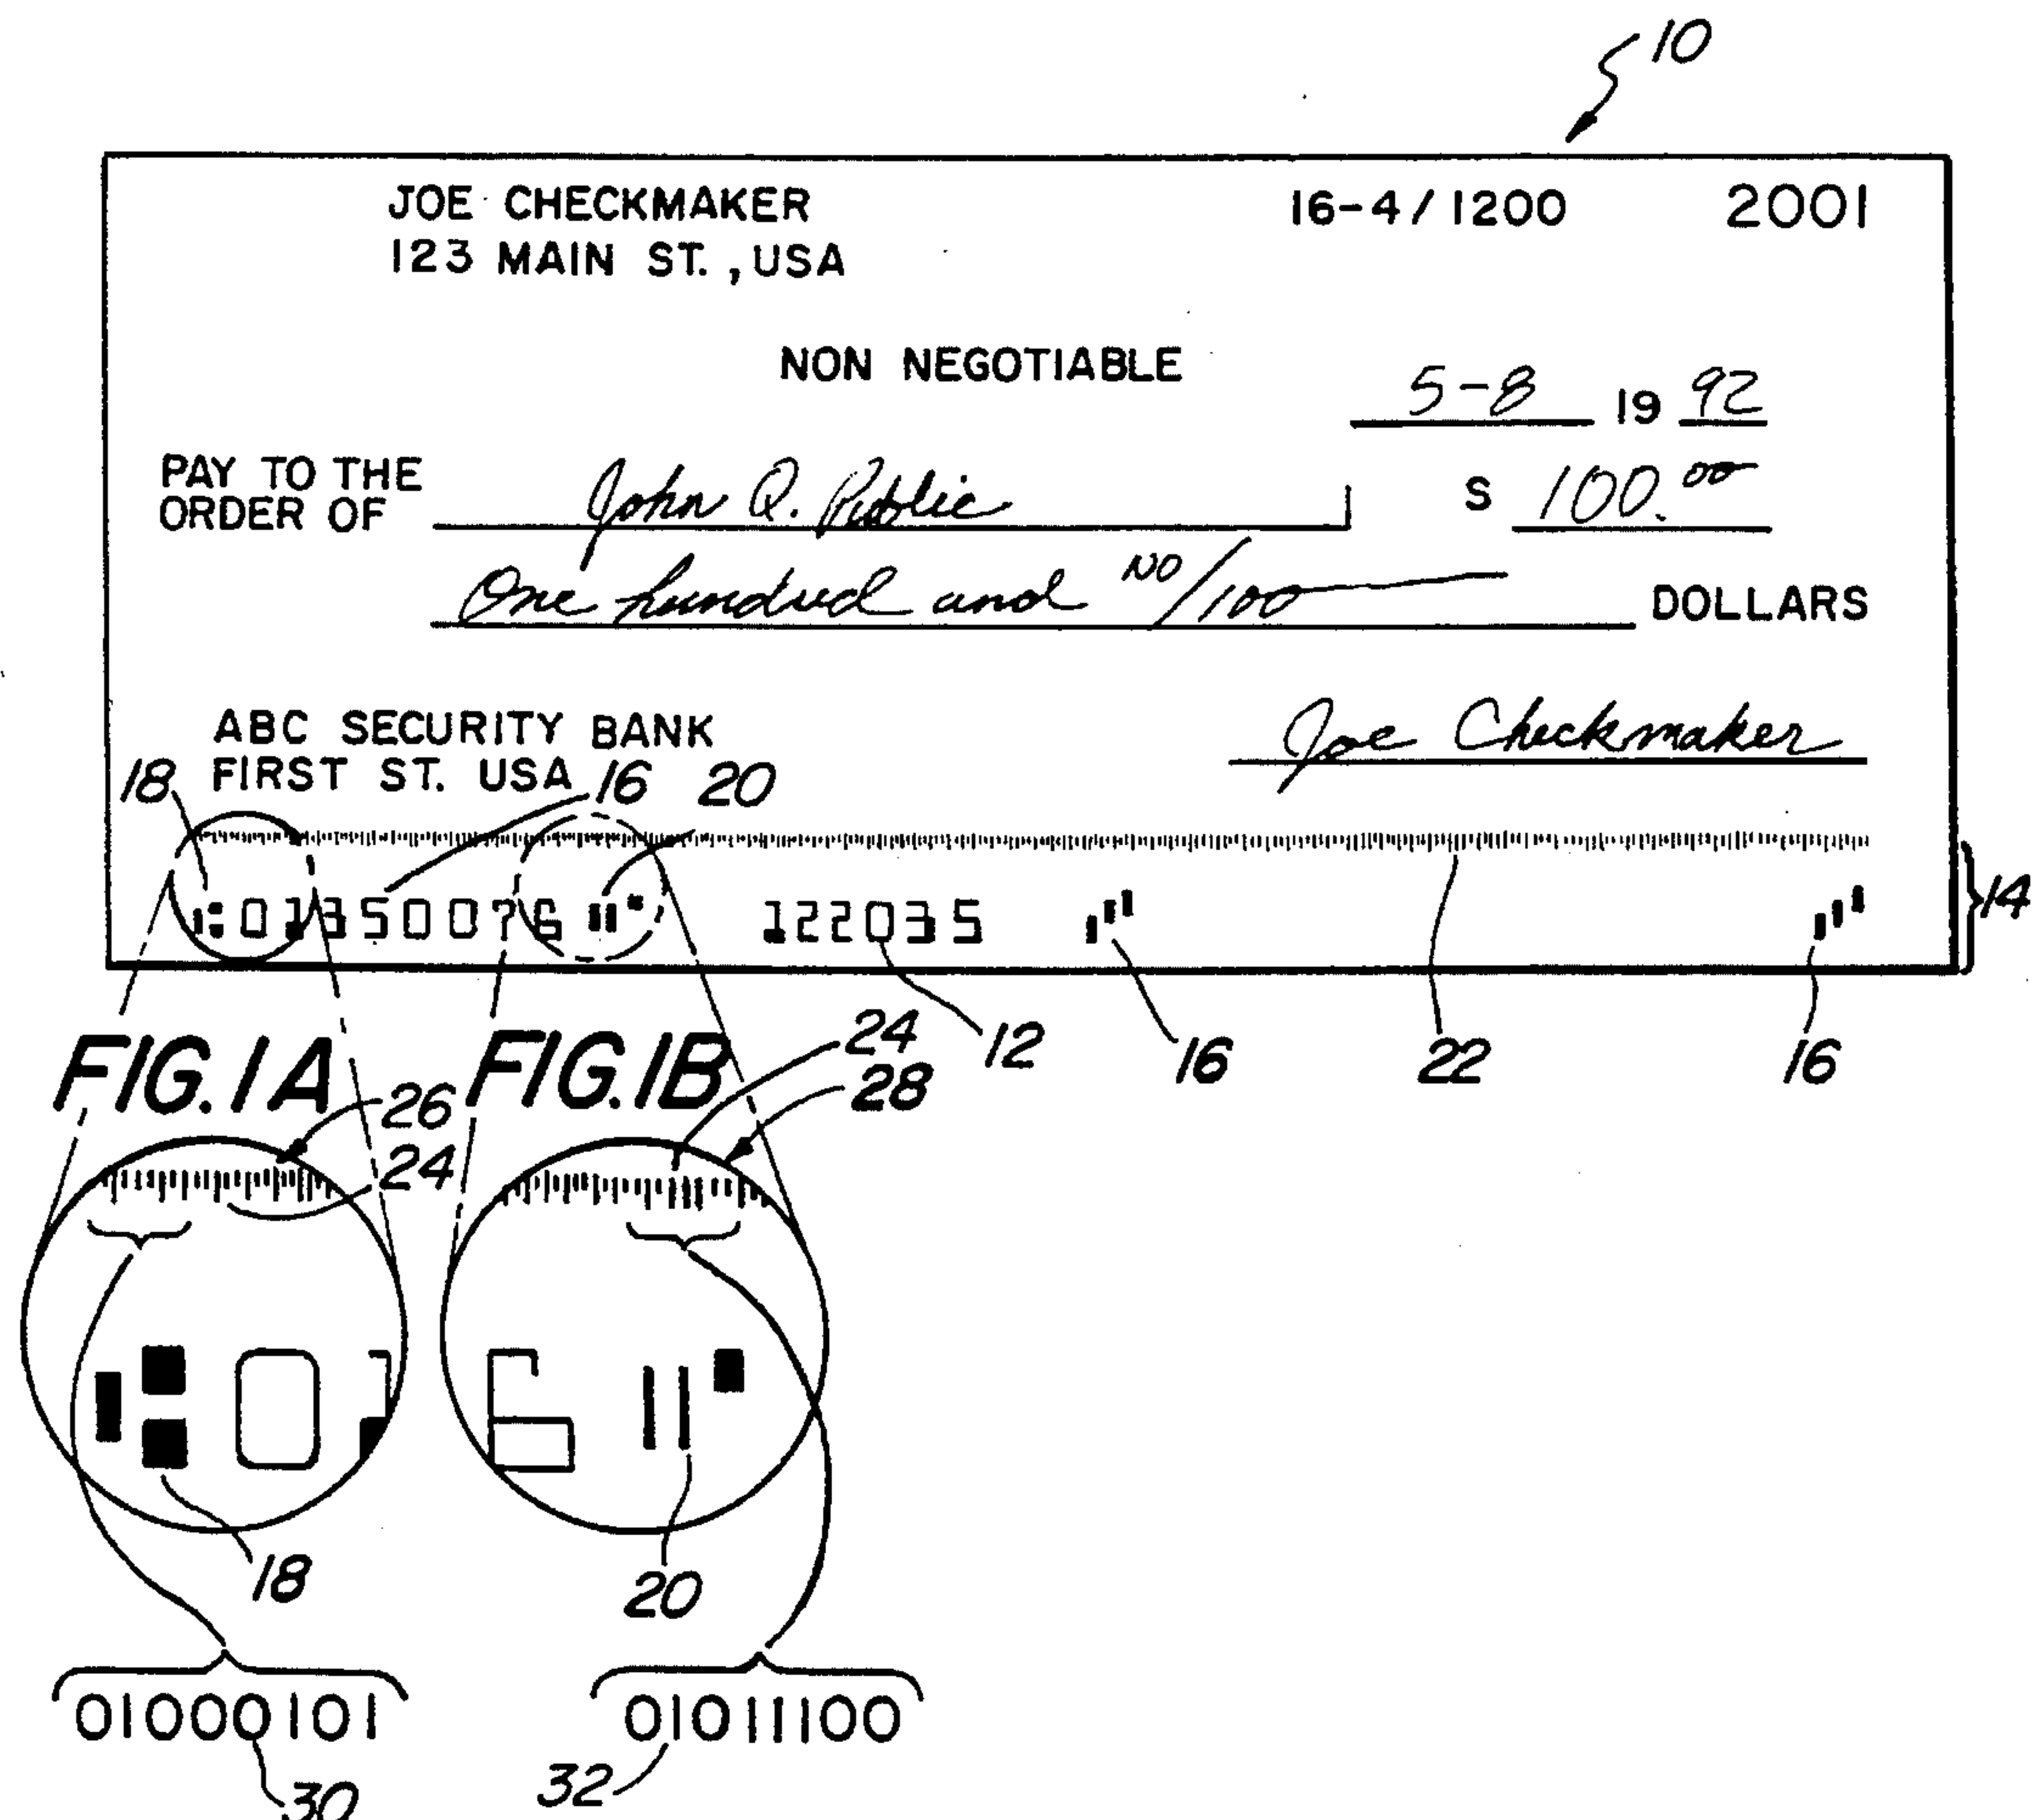 10
JOE CHECKMAKER 16-4/1200 2001
123 MAIN ST., USA
NON NEGOTIABLE
5-8 19 92
PAY TO THE
ORDER OF John Q. Public S 100.00
One hundred and NO/100 DOLLARS
ABC SECURITY BANK
FIRST ST. USA
Joe Checkmaker
18 16 20
01350076 122035
14
12 16 22 16
FIG. 1A FIG. 1B
24
28
26
24
0
6
18
20
01000101 01011100
30 32